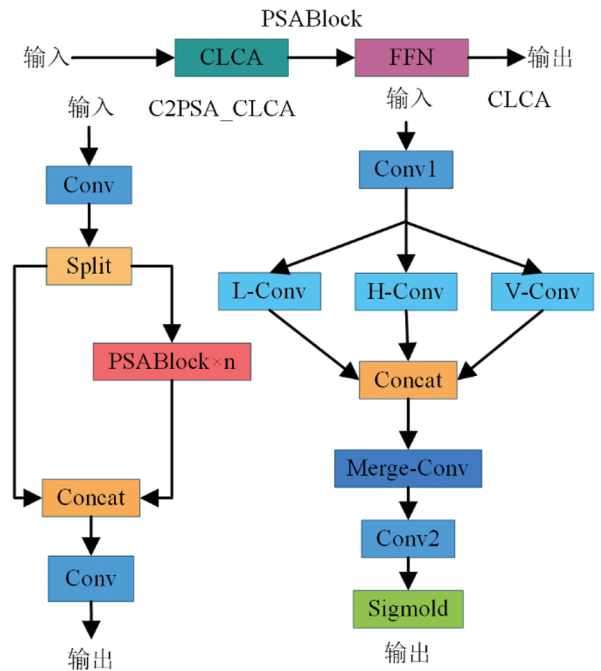 PSABlock
输入
CLCA
FFN
输出
C2PSA_CLCA
CLCA
输入
Conv
Split
PSABlock×n
Concat
Conv
输出
输入
Conv1
L-Conv
H-Conv
V-Conv
Concat
Merge-Conv
Conv2
Sigmold
输出